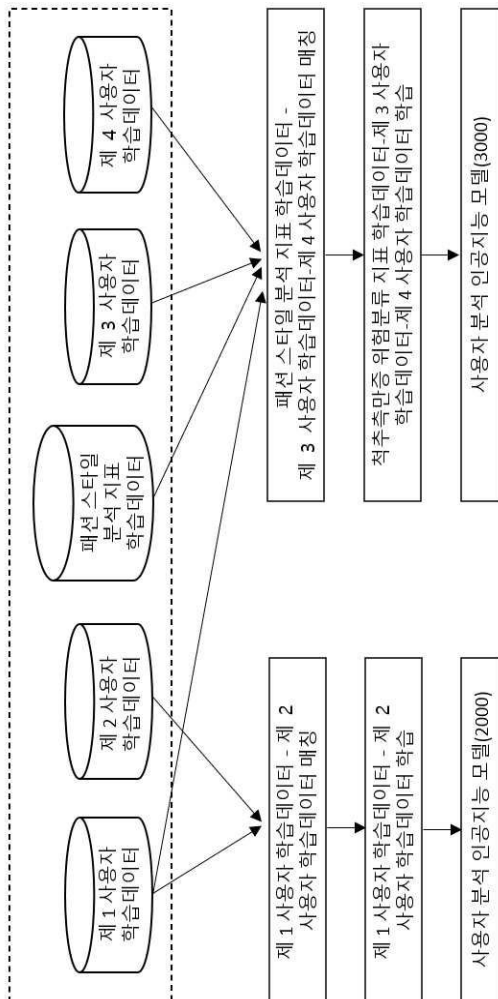 제 1 사용자
학습데이터
제 2 사용자
학습데이터
패션 스타일
분석 지표
학습데이터
제 3 사용자
학습데이터
제 4 사용자
학습데이터
제 1 사용자 학습데이터 - 제 2
사용자 학습데이터 매칭
제 1 사용자 학습데이터 - 제 2
사용자 학습데이터 학습
사용자 분석 인공지능 모델(2000)
패션 스타일 분석 지표 학습데이터 -
제 3 사용자 학습데이터-제 4 사용자 학습데이터 매칭
척추측만증 위험분류 지표 학습데이터-제 3 사용자
학습데이터-제 4 사용자 학습데이터 학습
사용자 분석 인공지능 모델(3000)